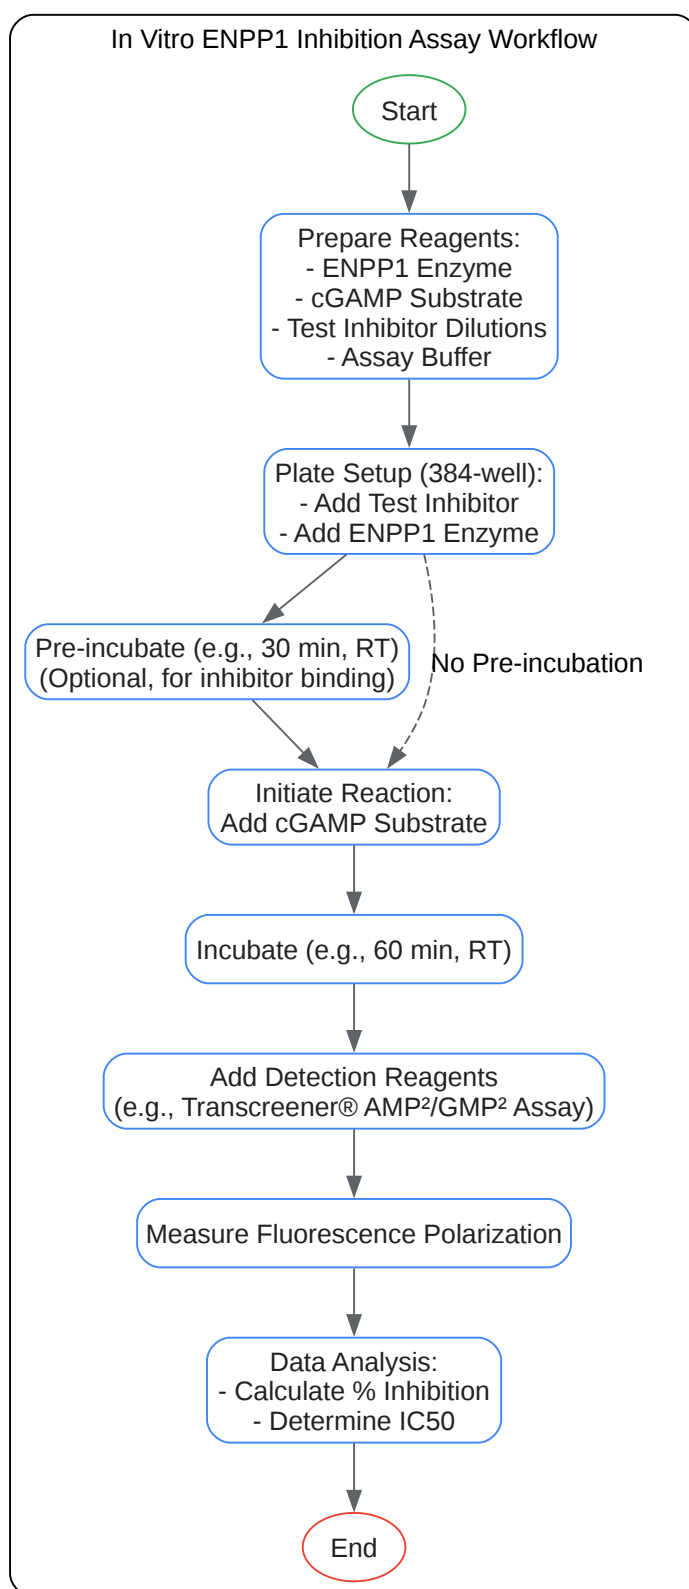 In Vitro ENPP1 Inhibition Assay Workflow
Start
Prepare Reagents:
- ENPP1 Enzyme
- cGAMP Substrate
- Test Inhibitor Dilutions
- Assay Buffer
Plate Setup (384-well):
- Add Test Inhibitor
- Add ENPP1 Enzyme
Pre-incubate (e.g., 30 min, RT)
(Optional, for inhibitor binding)
No Pre-incubation
Initiate Reaction:
Add cGAMP Substrate
Incubate (e.g., 60 min, RT)
Add Detection Reagents
(e.g., Transcreener® AMP²/GMP² Assay)
Measure Fluorescence Polarization
Data Analysis:
- Calculate % Inhibition
- Determine IC50
End